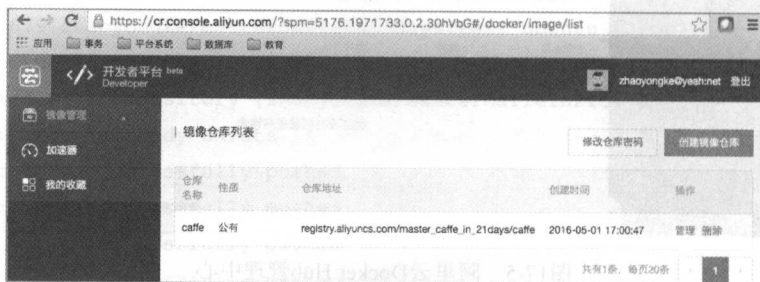 https://cr.console.aliyun.com/?spm=5176.1971733.0.2.30hVbG#/docker/image/list
应用 事务 平台系统 数据库 教育
开发者平台 beta
Developer
zhaoyongke@yeah.net 登出
镜像管理
加速器
我的收藏
镜像仓库列表
修改仓库密码 创建镜像仓库
仓库名称 性质 仓库地址 创建时间 操作
caffe 公有 registry.aliyuncs.com/master_caffe_in_21days/caffe 2016-05-01 17:00:47 管理 删除
共有1条，每页20条 1